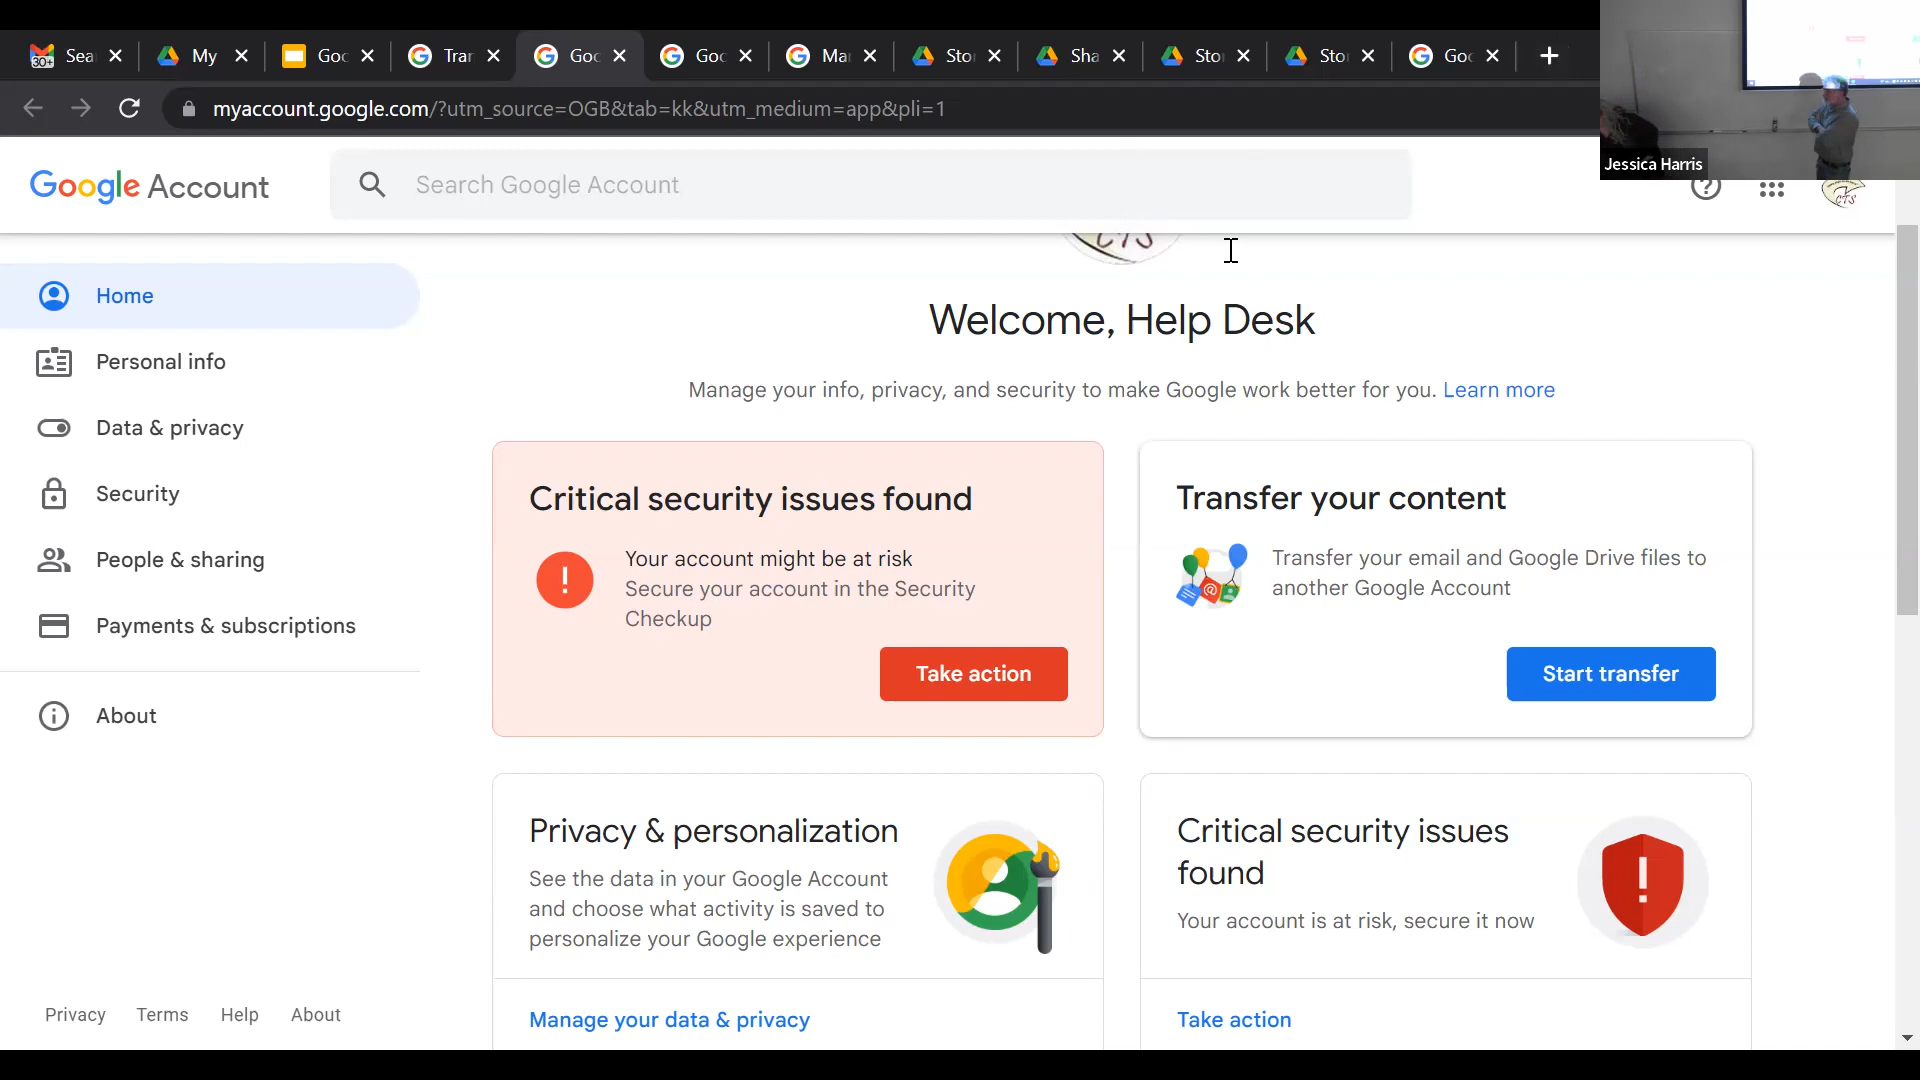 30+
Sea
My
Goo
Tran
Goo
Goo
Ma
Sto
Sha
Sto
Sto
Goo
myaccount.google.com/?utm_source=OGB&tab=kk&utm_medium=app&pli=1
Jessica Harris
Google Account
Search Google Account
CTS
CTS
Home
Personal info
Data & privacy
Security
People & sharing
Payments & subscriptions
About
Welcome, Help Desk
Manage your info, privacy, and security to make Google work better for you. Learn more
Critical security issues found
Your account might be at risk
Secure your account in the Security
Checkup
Take action
Transfer your content
Transfer your email and Google Drive files to
another Google Account
Start transfer
Privacy & personalization
See the data in your Google Account
and choose what activity is saved to
personalize your Google experience
Manage your data & privacy
Critical security issues
found
Your account is at risk, secure it now
Take action
Privacy Terms Help About